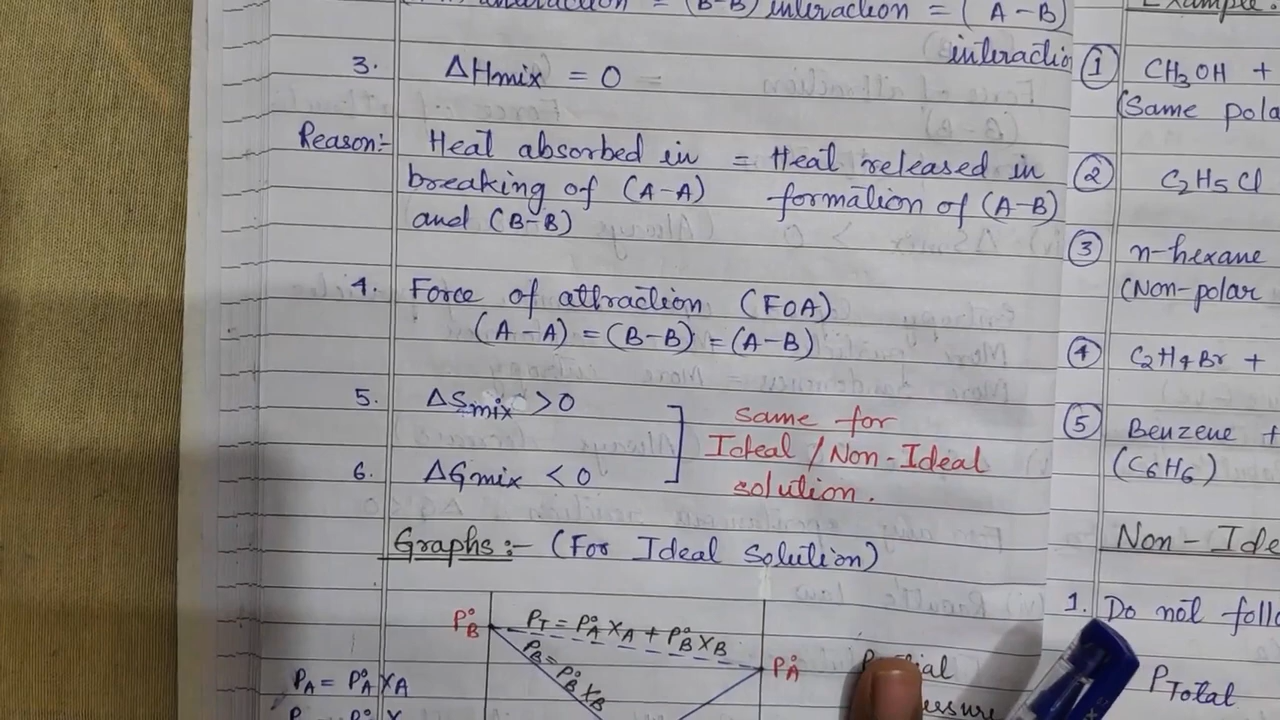 interaction = (B-B) interaction = (A-B)
interactio
3. ΔHmix = 0
Reason:- Heat absorbed in = Heat released in
breaking of (A-A) formation of (A-B)
and (B-B)
4. Force of attraction (FOA)
(A-A) = (B-B) = (A-B)
5. ΔSmix >0
6. ΔGmix < 0
Same for
Ideal / Non-Ideal
solution.
Graphs:- (For Ideal Solution)
P°B
PT = P°A XA + P°B XB
PB = P°B XB
P°A
PA = P°A XA
Example:
① CH3OH +
(Same pola
② C2H5Cl
③ n-hexane
(Non-polar
④ C2H4Br +
⑤ Benzene +
(C6H6)
Non-Ide
1. Do not follo
PTotal